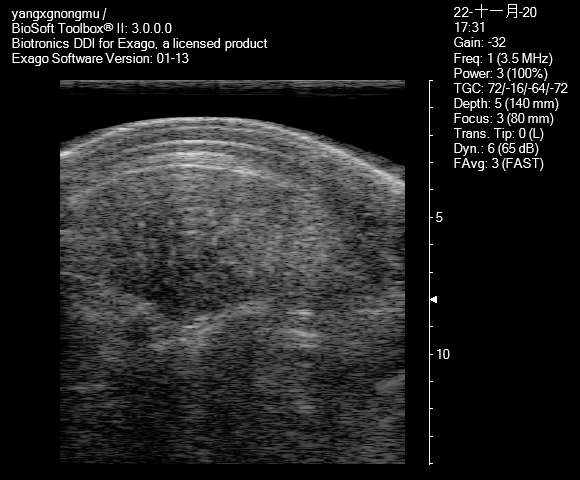 yangxgnongmu /
BioSoft Toolbox® II: 3.0.0.0
Biotronics DDI for Exago, a licensed product
Exago Software Version: 01-13
22-十一月-20
17:31
Gain: -32
Freq: 1 (3.5 MHz)
Power: 3 (100%)
TGC: 72/-16/-64/-72
Depth: 5 (140 mm)
Focus: 3 (80 mm)
Trans. Tip: 0 (L)
Dyn.: 6 (65 dB)
FAvg: 3 (FAST)
5
10